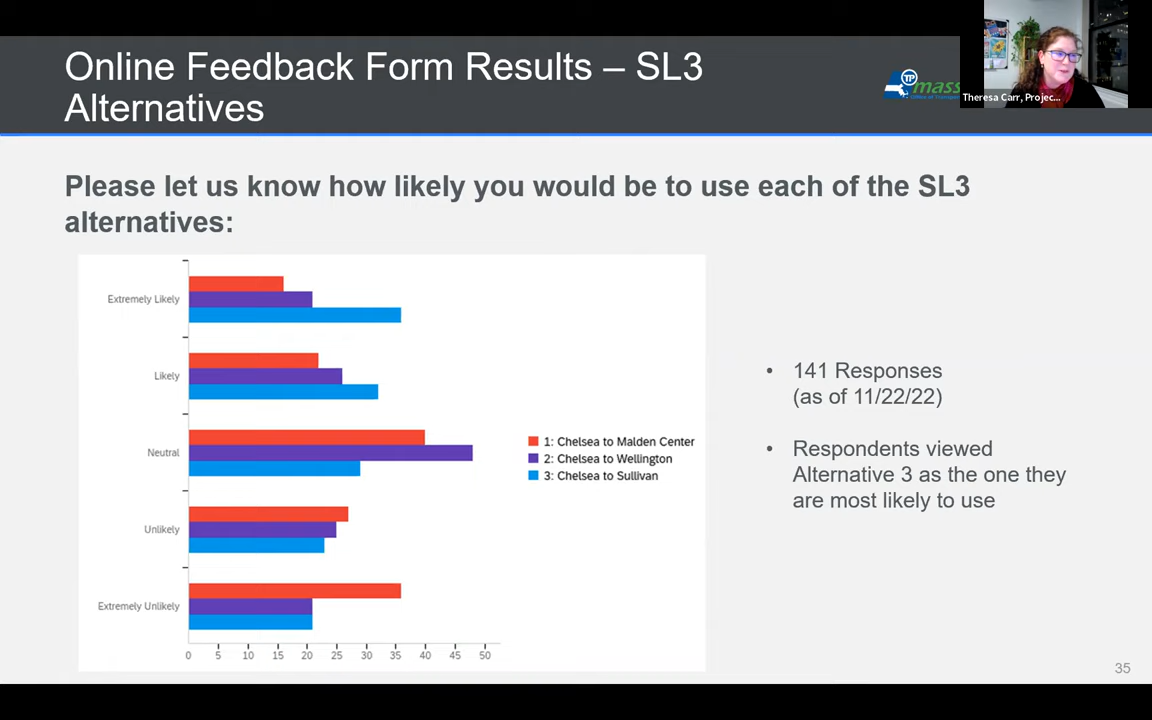 Online Feedback Form Results – SL3
Alternatives
TP
mass
Theresa Carr, Projec...
Please let us know how likely you would be to use each of the SL3
alternatives:
Extremely Likely
Likely
Neutral
Unlikely
Extremely Unlikely
0 5 10 15 20 25 30 35 40 45 50
1: Chelsea to Malden Center
2: Chelsea to Wellington
3: Chelsea to Sullivan
• 141 Responses
(as of 11/22/22)
• Respondents viewed
Alternative 3 as the one they
are most likely to use
35